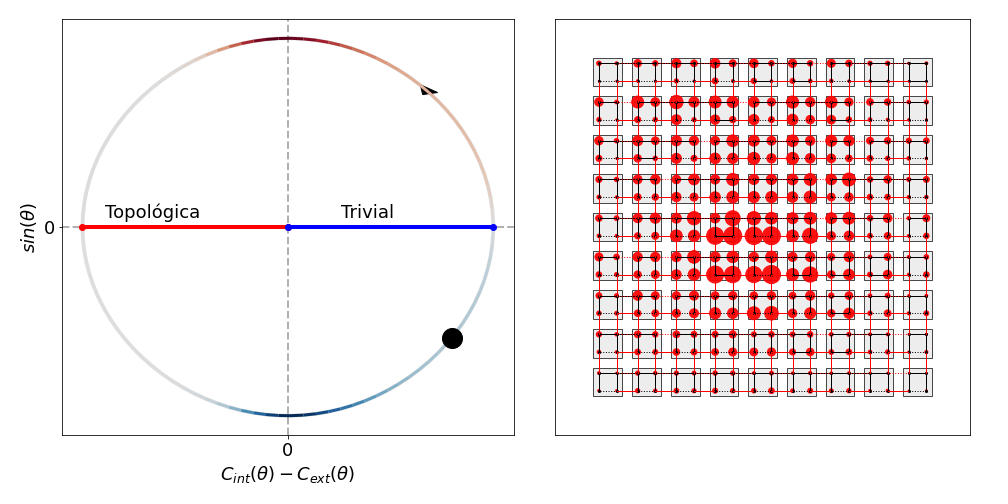 Topológica Trivial
sin(θ)
0
0
C_int(θ) − C_ext(θ)